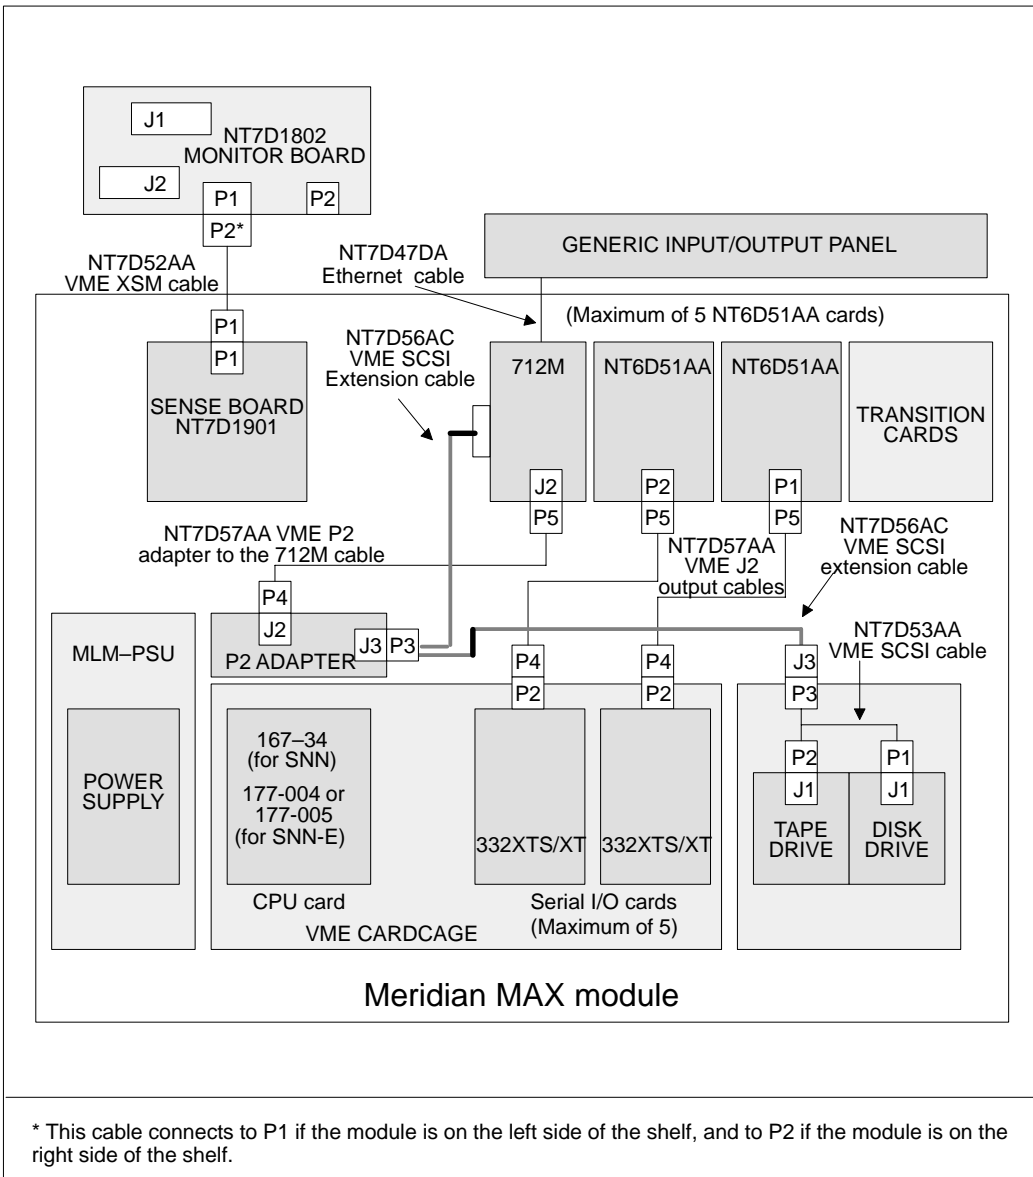 J1
NT7D1802
MONITOR BOARD
J2
P1
P2
P2*
NT7D52AA
VME XSM cable
NT7D47DA
Ethernet cable
GENERIC INPUT/OUTPUT PANEL
(Maximum of 5 NT6D51AA cards)
P1
P1
SENSE BOARD
NT7D1901
NT7D56AC
VME SCSI
Extension cable
712M
NT6D51AA
NT6D51AA
TRANSITION
CARDS
J2
P2
P1
P5
P5
P5
NT7D57AA VME P2
adapter to the 712M cable
NT7D57AA
VME J2
output cables
NT7D56AC
VME SCSI
extension cable
P4
J2
J3
P3
P2 ADAPTER
NT7D53AA
VME SCSI cable
MLM–PSU
POWER
SUPPLY
P4
P4
J3
P2
P2
P3
167–34
(for SNN)
177-004 or
177-005
(for SNN-E)
CPU card
332XTS/XT
332XTS/XT
Serial I/O cards
(Maximum of 5)
VME CARDCAGE
P2
P1
J1
J1
TAPE
DRIVE
DISK
DRIVE
Meridian MAX module
* This cable connects to P1 if the module is on the left side of the shelf, and to P2 if the module is on the
right side of the shelf.